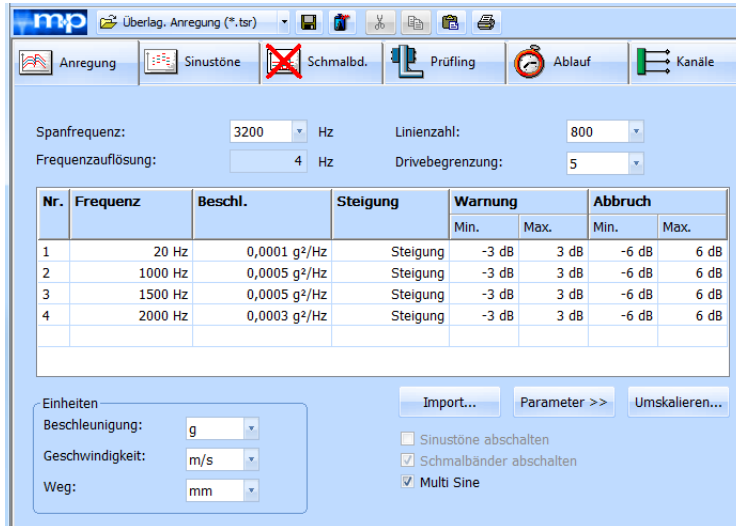 mp Überlag. Anregung (*.tsr)
Anregung Sinustöne Schmalbd. Prüfling Ablauf Kanäle
Spanfrequenz: 3200 Hz Linienzahl: 800
Frequenzauflösung: 4 Hz Drivebegrenzung: 5
Nr. Frequenz Beschl. Steigung Warnung Abbruch
Min. Max. Min. Max.
1 20 Hz 0,0001 g²/Hz Steigung -3 dB 3 dB -6 dB 6 dB
2 1000 Hz 0,0005 g²/Hz Steigung -3 dB 3 dB -6 dB 6 dB
3 1500 Hz 0,0005 g²/Hz Steigung -3 dB 3 dB -6 dB 6 dB
4 2000 Hz 0,0003 g²/Hz Steigung -3 dB 3 dB -6 dB 6 dB
Import... Parameter >> Umskalieren...
Einheiten
Beschleunigung: g
Geschwindigkeit: m/s
Weg: mm
Sinustöne abschalten
Schmalbänder abschalten
Multi Sine